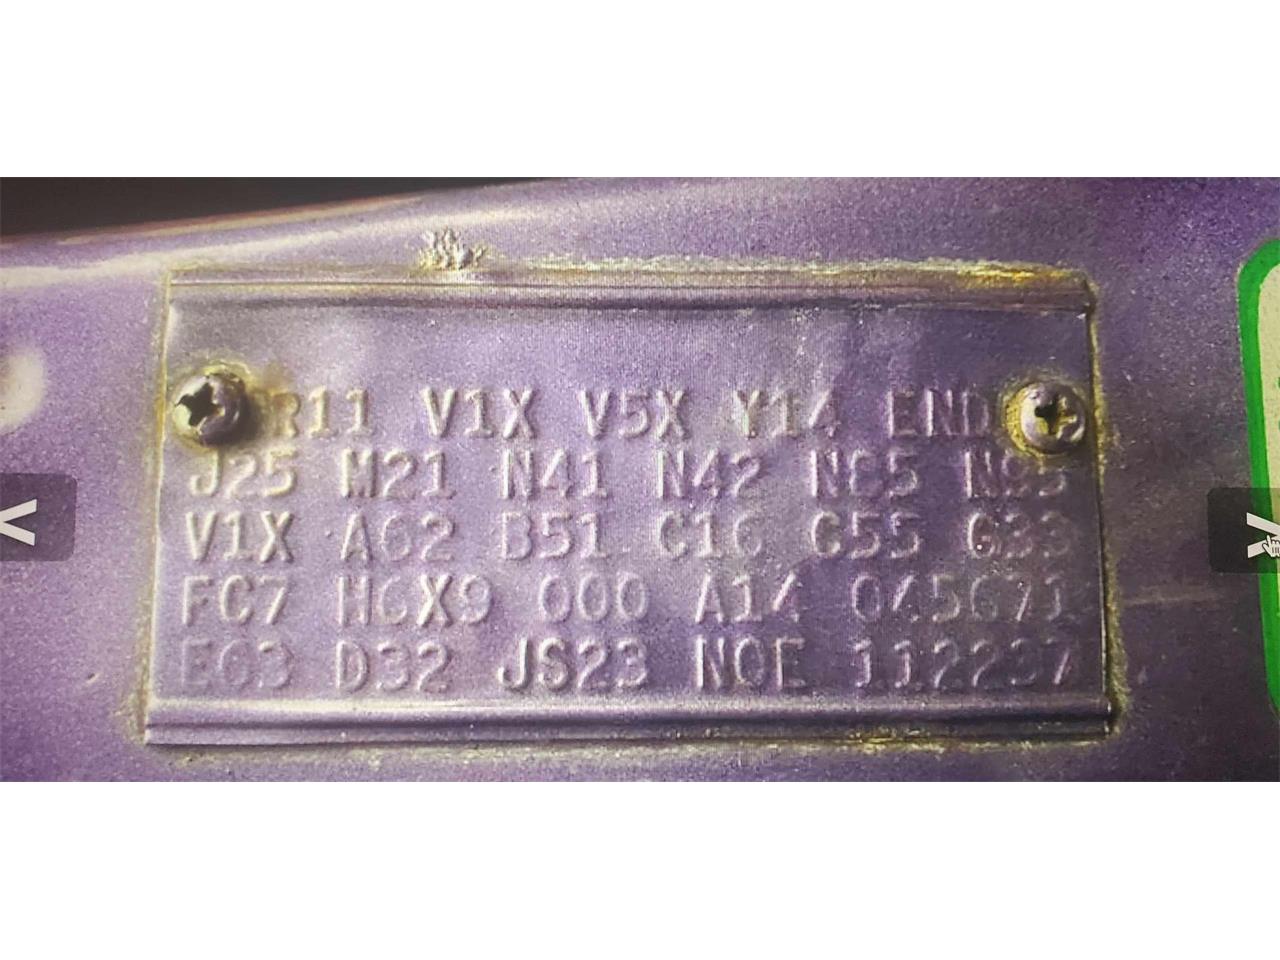 R11 V1X V5X Y14 END
J25 M21 N41 N42 N85 N95
V1X A62 B51 C16 C55 G33
FC7 H6X9 000 A14 045671
E63 D32 JS23 N0E 112237